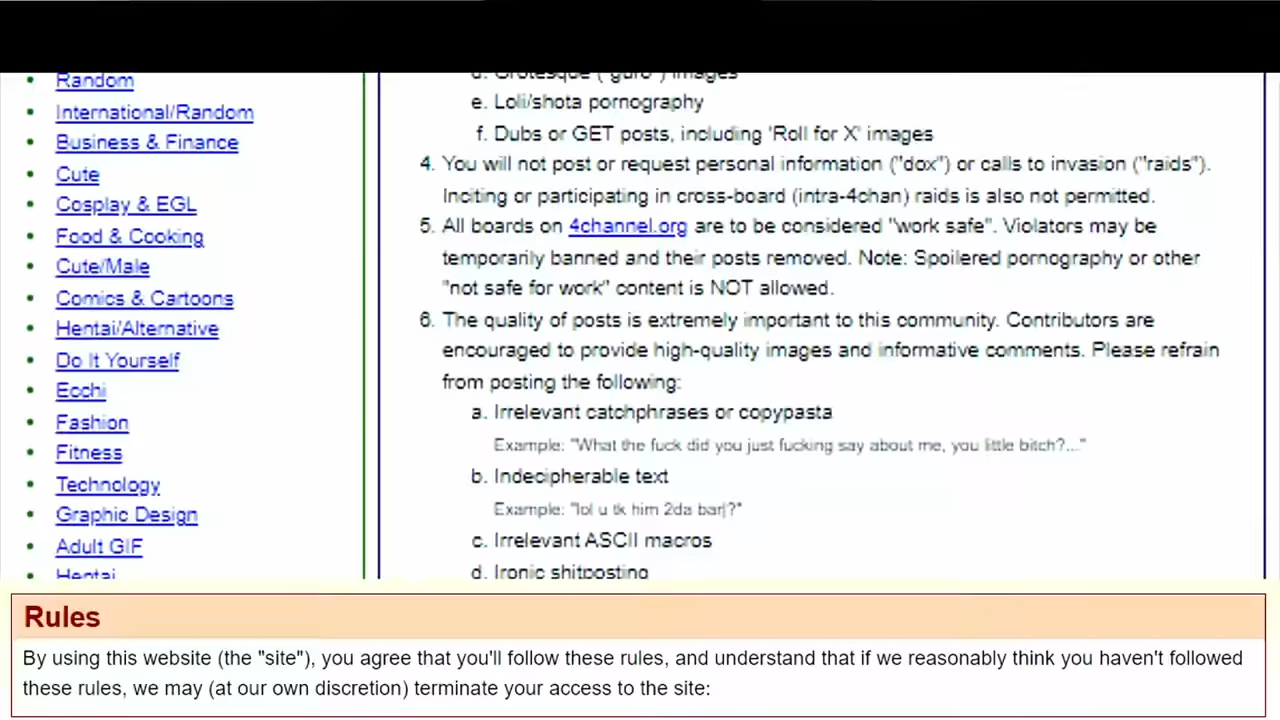 Random
International/Random
Business & Finance
Cute
Cosplay & EGL
Food & Cooking
Cute/Male
Comics & Cartoons
Hentai/Alternative
Do It Yourself
Ecchi
Fashion
Fitness
Technology
Graphic Design
Adult GIF
Hentai
d. Grotesque ("guro") images
e. Loli/shota pornography
f. Dubs or GET posts, including 'Roll for X' images
4. You will not post or request personal information ("dox") or calls to invasion ("raids").
Inciting or participating in cross-board (intra-4chan) raids is also not permitted.
5. All boards on 4channel.org are to be considered "work safe". Violators may be
temporarily banned and their posts removed. Note: Spoilered pornography or other
"not safe for work" content is NOT allowed.
6. The quality of posts is extremely important to this community. Contributors are
encouraged to provide high-quality images and informative comments. Please refrain
from posting the following:
a. Irrelevant catchphrases or copypasta
Example: "What the fuck did you just fucking say about me, you little bitch?..."
b. Indecipherable text
Example: "lol u tk him 2da bar|?"
c. Irrelevant ASCII macros
d. Ironic shitposting
Rules
By using this website (the "site"), you agree that you'll follow these rules, and understand that if we reasonably think you haven't followed
these rules, we may (at our own discretion) terminate your access to the site: